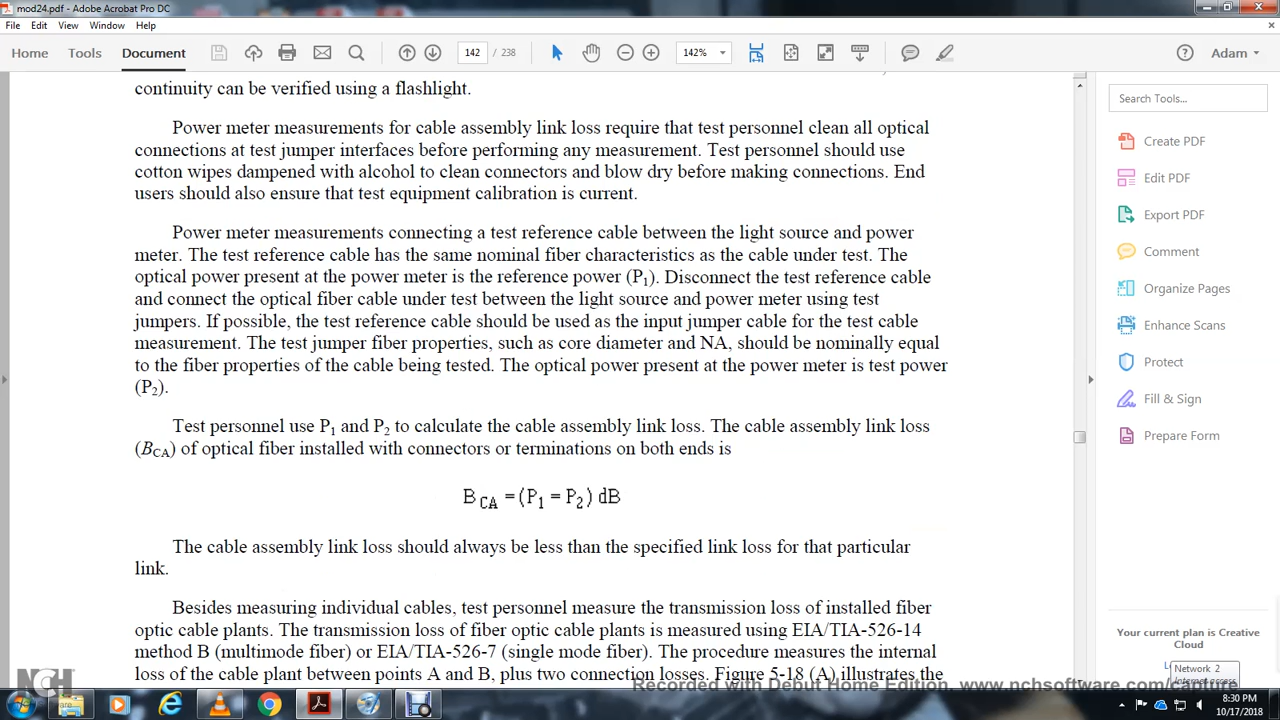 mod24.pdf - Adobe Acrobat Pro DC
File Edit View Window Help
Home Tools Document 142 / 238 142% Adam
continuity can be verified using a flashlight.
Power meter measurements for cable assembly link loss require that test personnel clean all optical
connections at test jumper interfaces before performing any measurement. Test personnel should use
cotton wipes dampened with alcohol to clean connectors and blow dry before making connections. End
users should also ensure that test equipment calibration is current.
Power meter measurements connecting a test reference cable between the light source and power
meter. The test reference cable has the same nominal fiber characteristics as the cable under test. The
optical power present at the power meter is the reference power (P1). Disconnect the test reference cable
and connect the optical fiber cable under test between the light source and power meter using test
jumpers. If possible, the test reference cable should be used as the input jumper cable for the test cable
measurement. The test jumper fiber properties, such as core diameter and NA, should be nominally equal
to the fiber properties of the cable being tested. The optical power present at the power meter is test power
(P2).
Test personnel use P1 and P2 to calculate the cable assembly link loss. The cable assembly link loss
(BCA) of optical fiber installed with connectors or terminations on both ends is
B CA =(P1 = P2) dB
The cable assembly link loss should always be less than the specified link loss for that particular
link.
Besides measuring individual cables, test personnel measure the transmission loss of installed fiber
optic cable plants. The transmission loss of fiber optic cable plants is measured using EIA/TIA-526-14
method B (multimode fiber) or EIA/TIA-526-7 (single mode fiber). The procedure measures the internal
loss of the cable plant between points A and B, plus two connection losses. Figure 5-18 (A) illustrates the
Search Tools...
Create PDF
Edit PDF
Export PDF
Comment
Organize Pages
Enhance Scans
Protect
Fill & Sign
Prepare Form
Your current plan is Creative
Cloud
Network 2
Internet access
NCH
Recorded with Debut Home Edition. www.nchsoftware.com/capture
8:30 PM
10/17/2018